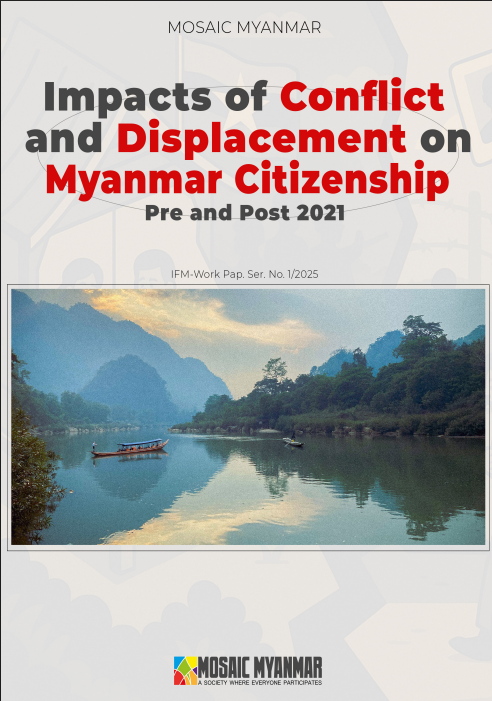 MOSAIC MYANMAR
Impacts of Conflict
and Displacement on
Myanmar Citizenship
Pre and Post 2021
IFM-Work Pap. Ser. No. 1/2025
MOSAIC MYANMAR
A SOCIETY WHERE EVERYONE PARTICIPATES